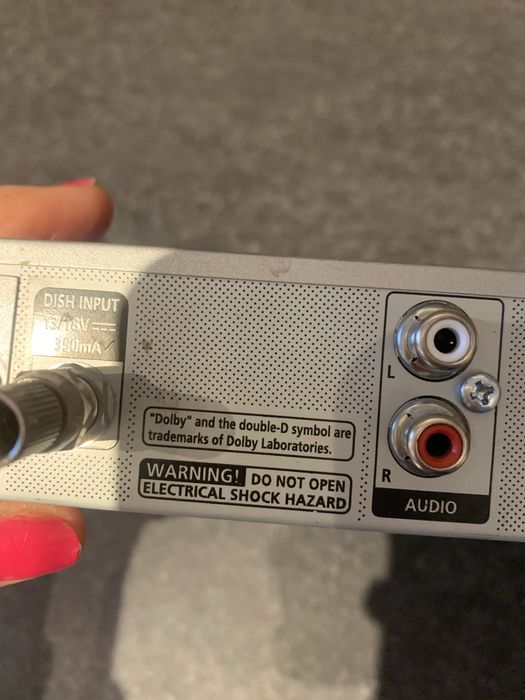 DISH INPUT
13/18V
350mA
"Dolby" and the double-D symbol are
trademarks of Dolby Laboratories.
WARNING! DO NOT OPEN
ELECTRICAL SHOCK HAZARD
L
R
AUDIO